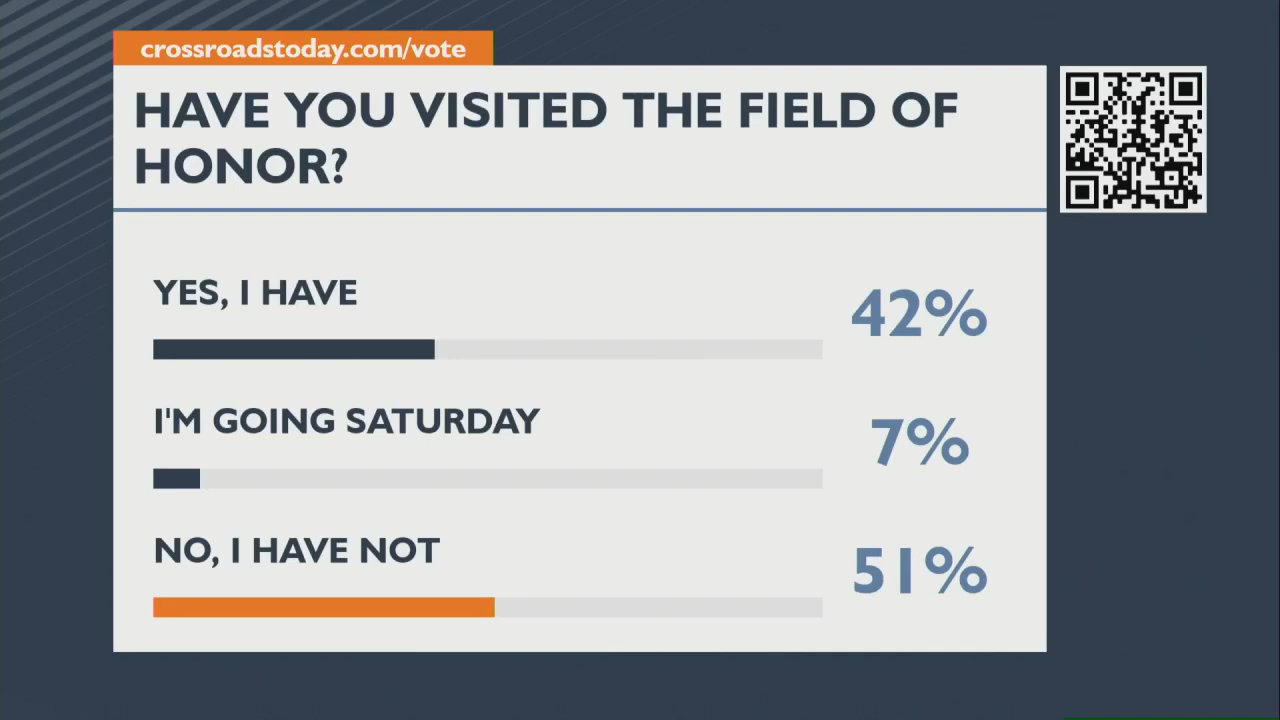 crossroadstoday.com/vote
HAVE YOU VISITED THE FIELD OF
HONOR?
YES, I HAVE
42%
I'M GOING SATURDAY
7%
NO, I HAVE NOT
51%